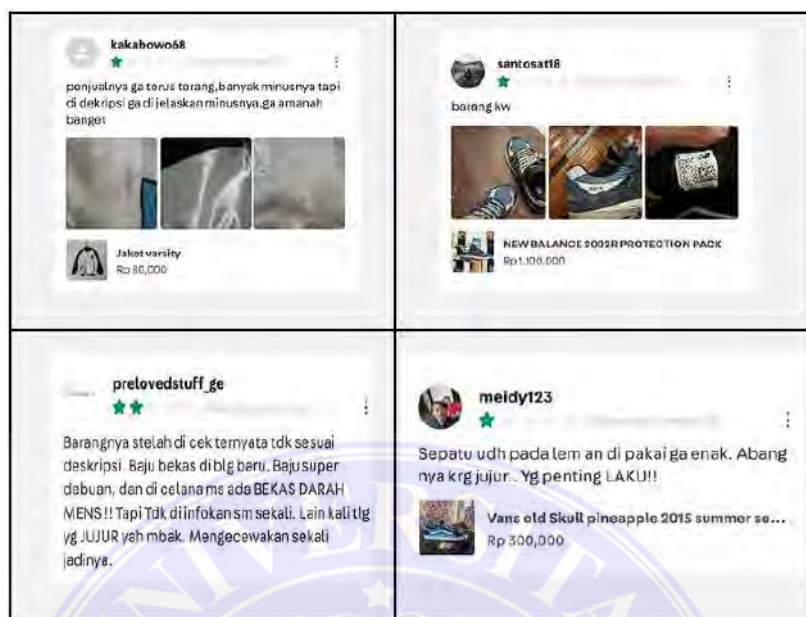 kakabowo68
penjualnya ga terus terang,banyak minusnya tapi
di dekripsi ga di jelaskan minusnya,ga amanah
banget
Jaket varsity
Rp 80,000
santosat18
barang kw
NEW BALANCE 2002R PROTECTION PACK
Rp 1.100.000
prelovedstuff_ge
Barangnya stelah di cek ternyata tdk sesuai
deskripsi. Baju bekas di blg baru. Baju super
dabuan, dan di celana ms ada BEKAS DARAH
MENS!! Tapi Tdk di infokan sm sekali. Lain kali tlg
yg JUJUR yah mbak. Mengecewakan sekali
jadinya.
meidy123
Sepatu udh pada lem an di pakai ga enak. Abang
nya krg jujur.. Yg penting LAKU!!
Vans old Skull pineapple 2015 summer se...
Rp 300,000
UNIVERSITA